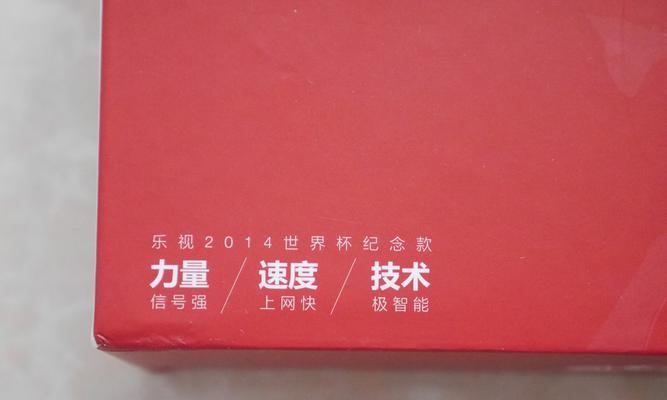 乐视2014世界杯纪念款
力量 / 速度 / 技术
信号强 上网快 极智能